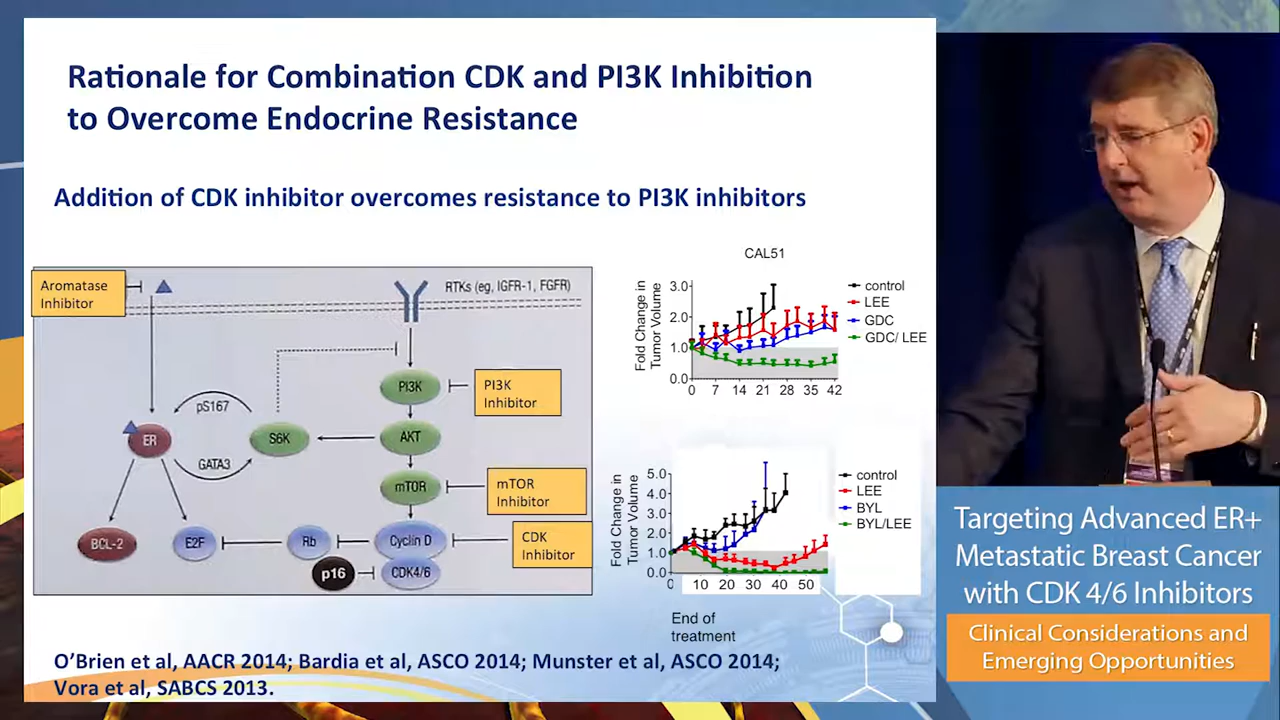 Rationale for Combination CDK and PI3K Inhibition
to Overcome Endocrine Resistance
Addition of CDK inhibitor overcomes resistance to PI3K inhibitors
Aromatase
Inhibitor
RTKs (eg, IGFR-1, FGFR)
PI3K
PI3K
Inhibitor
pS167
ER
S6K
AKT
GATA3
mTOR
mTOR
Inhibitor
BCL-2
E2F
Rb
Cyclin D
CDK
Inhibitor
p16
CDK4/6
CAL51
Fold Change in
Tumor Volume
3.0
2.0
1.0
0.0
0 7 14 21 28 35 42
control
LEE
GDC
GDC/ LEE
Fold Change in
Tumor Volume
5.0
4.0
3.0
2.0
1.0
0.0
0 10 20 30 40 50
control
LEE
BYL
BYL/LEE
End of
treatment
O'Brien et al, AACR 2014; Bardia et al, ASCO 2014; Munster et al, ASCO 2014;
Vora et al, SABCS 2013.
Targeting Advanced ER+
Metastatic Breast Cancer
with CDK 4/6 Inhibitors
Clinical Considerations and
Emerging Opportunities